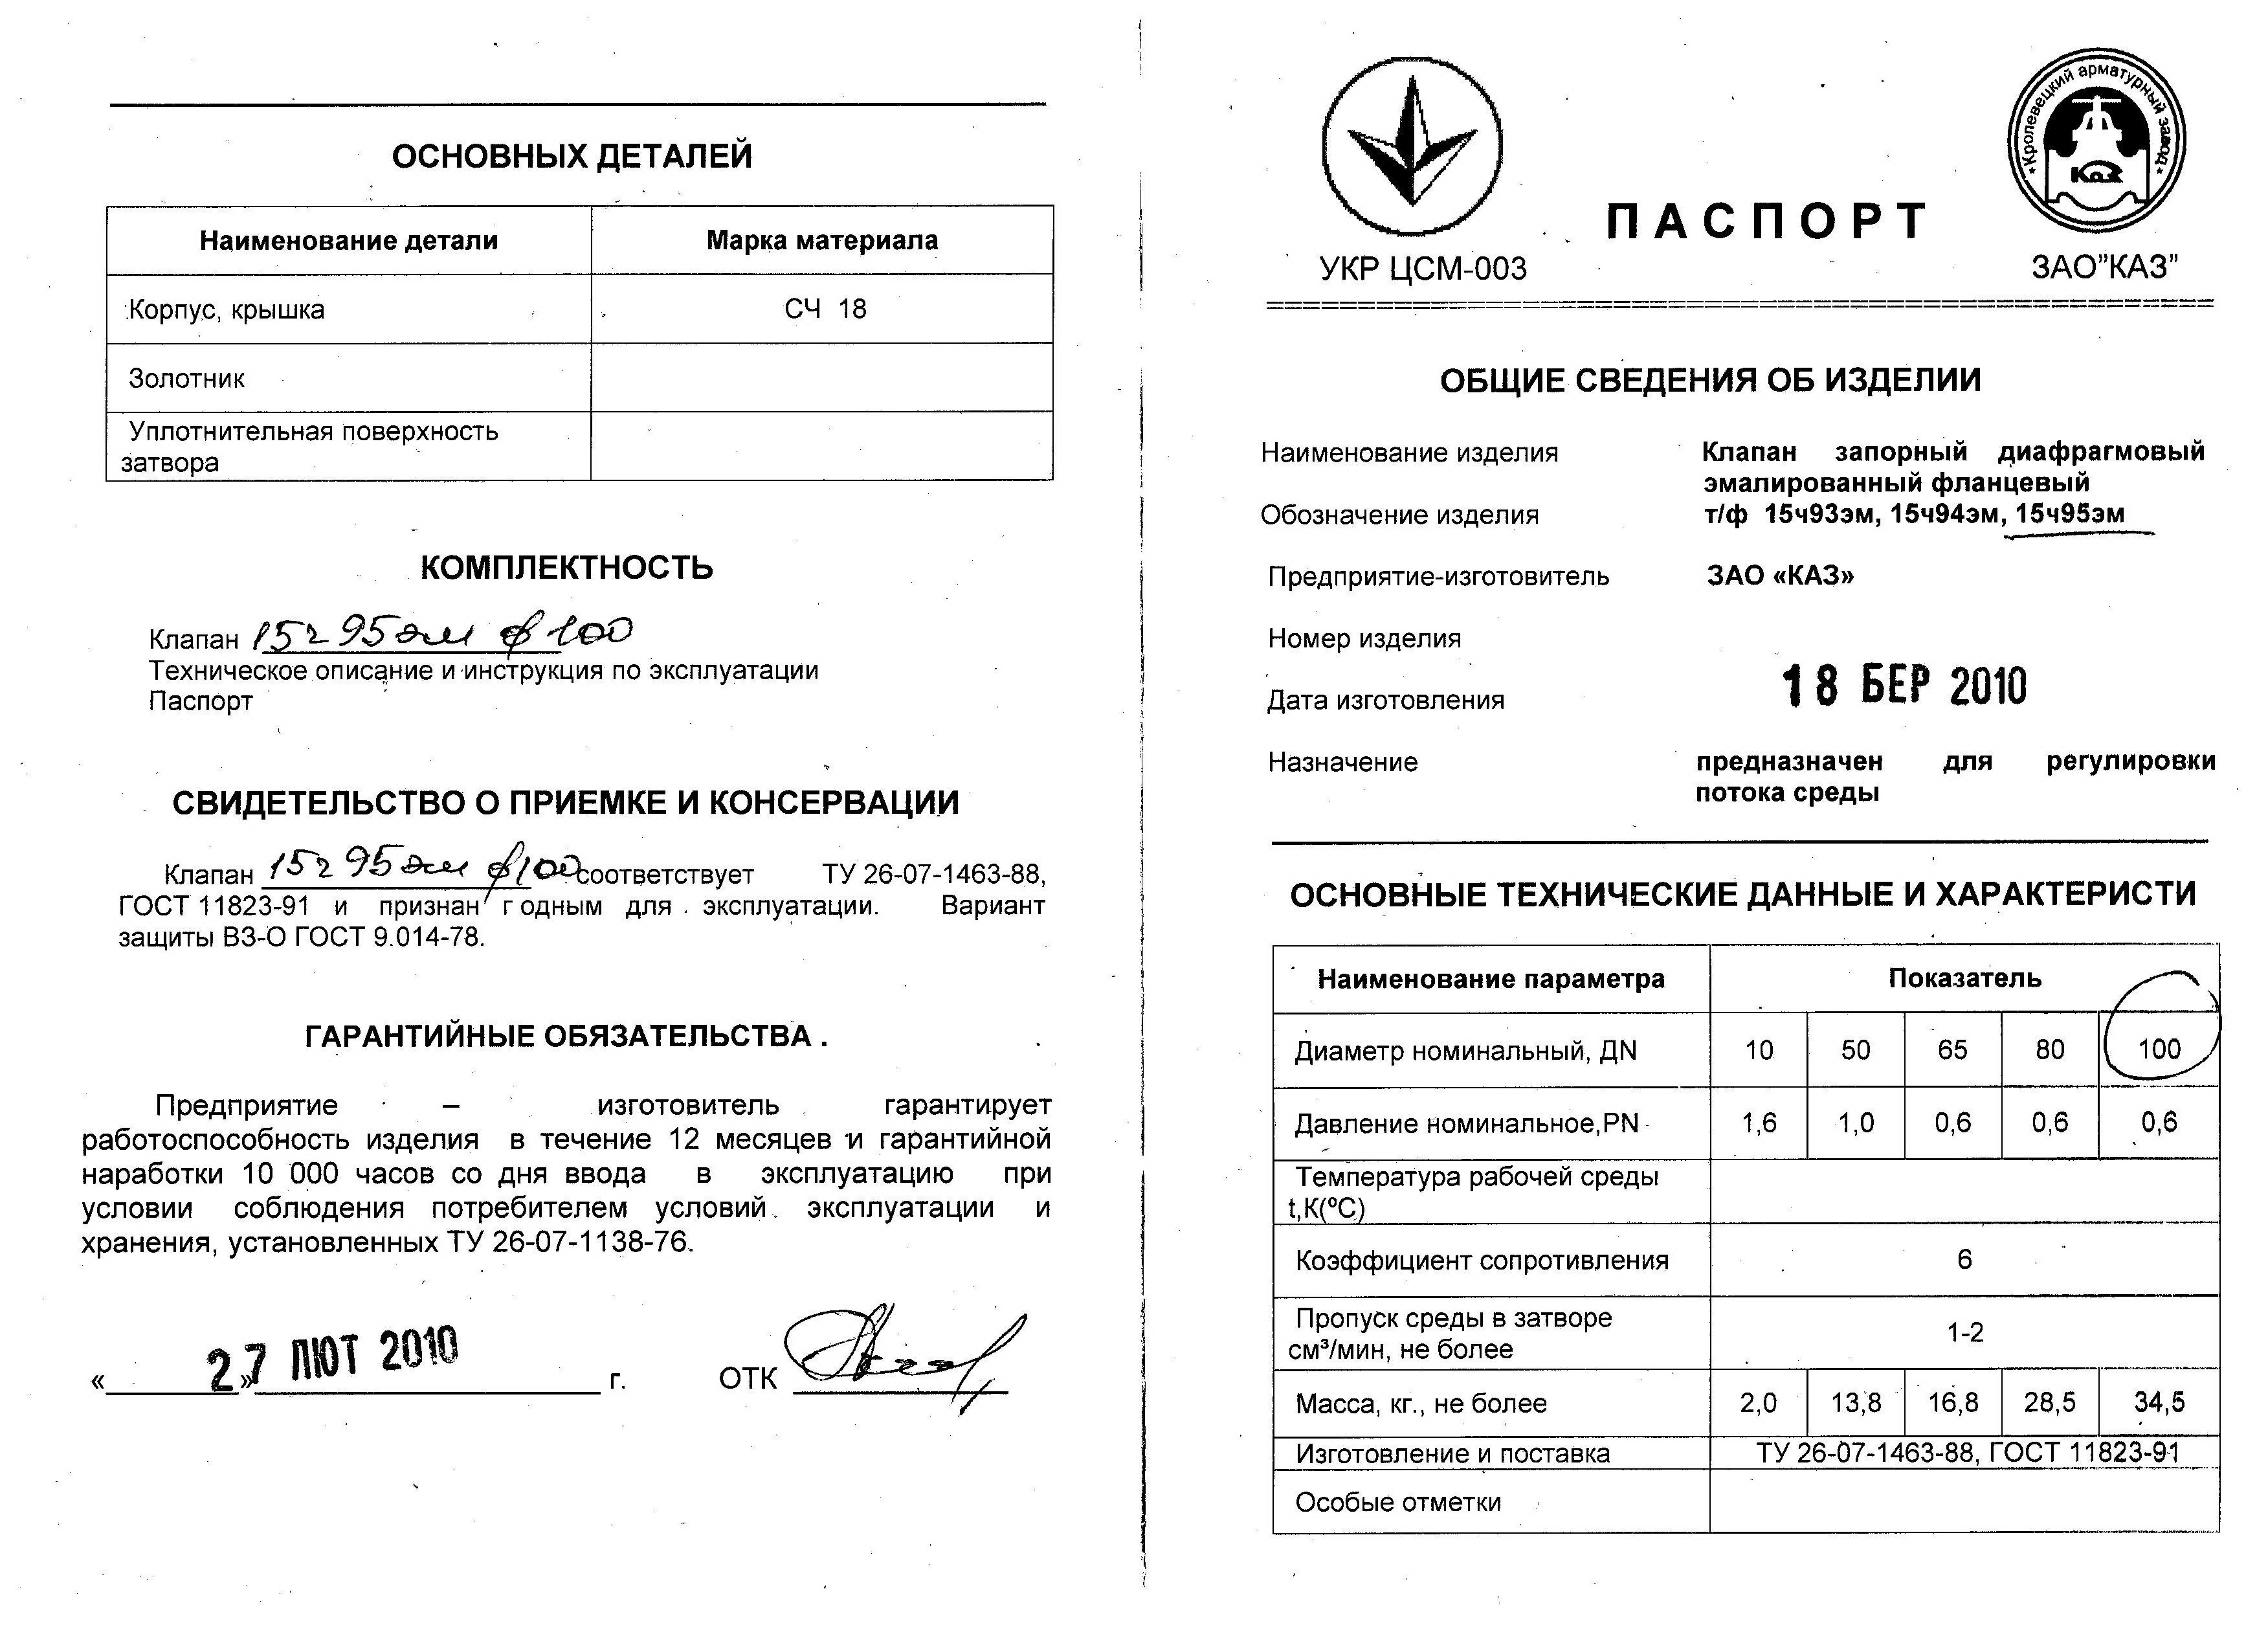 ОСНОВНЫХ ДЕТАЛЕЙ
Наименование детали Марка материала
Корпус, крышка СЧ 18
Золотник
Уплотнительная поверхность
затвора
КОМПЛЕКТНОСТЬ
Клапан 15ч95эм ф100
Техническое описание и инструкция по эксплуатации
Паспорт
СВИДЕТЕЛЬСТВО О ПРИЕМКЕ И КОНСЕРВАЦИИ
Клапан 15ч95эм ф100 соответствует ТУ 26-07-1463-88,
ГОСТ 11823-91 и признан годным для эксплуатации. Вариант
защиты ВЗ-О ГОСТ 9.014-78.
ГАРАНТИЙНЫЕ ОБЯЗАТЕЛЬСТВА .
Предприятие – изготовитель гарантирует
работоспособность изделия в течение 12 месяцев и гарантийной
наработки 10 000 часов со дня ввода в эксплуатацию при
условии соблюдения потребителем условий эксплуатации и
хранения, установленных ТУ 26-07-1138-76.
« 27 » ЛЮТ 2010 г. ОТК
Кролевецкий арматурный завод
КаЗ
ПАСПОРТ
УКР ЦСМ-003 ЗАО"КАЗ"
ОБЩИЕ СВЕДЕНИЯ ОБ ИЗДЕЛИИ
Наименование изделия Клапан запорный диафрагмовый
эмалированный фланцевый
Обозначение изделия т/ф 15ч93эм, 15ч94эм, 15ч95эм
Предприятие-изготовитель ЗАО «КАЗ»
Номер изделия
Дата изготовления 18 БЕР 2010
Назначение предназначен для регулировки
потока среды
ОСНОВНЫЕ ТЕХНИЧЕСКИЕ ДАННЫЕ И ХАРАКТЕРИСТИ
Наименование параметра Показатель
Диаметр номинальный, ДN 10 50 65 80 100
Давление номинальное,PN 1,6 1,0 0,6 0,6 0,6
Температура рабочей среды
t,К(ºС)
Коэффициент сопротивления 6
Пропуск среды в затворе
см³/мин, не более 1-2
Масса, кг., не более 2,0 13,8 16,8 28,5 34,5
Изготовление и поставка ТУ 26-07-1463-88, ГОСТ 11823-91
Особые отметки